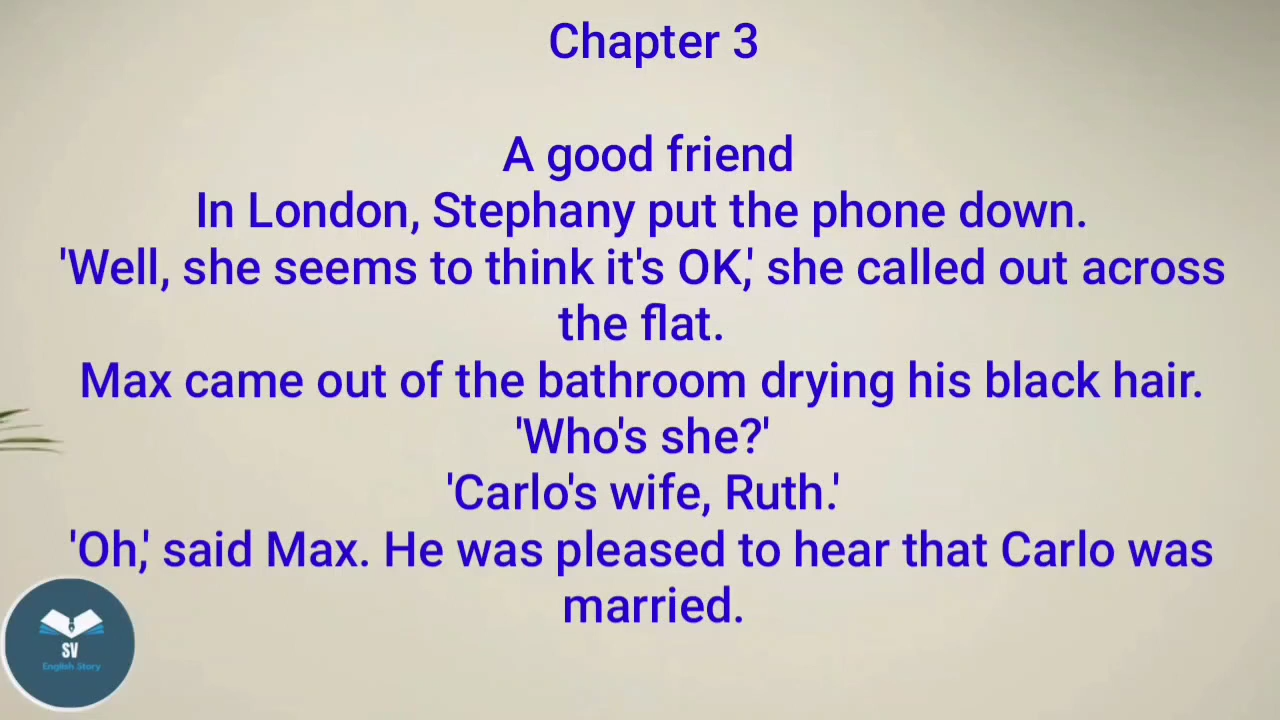 Chapter 3
A good friend
In London, Stephany put the phone down.
'Well, she seems to think it's OK,' she called out across
the flat.
Max came out of the bathroom drying his black hair.
'Who's she?'
'Carlo's wife, Ruth.'
'Oh,' said Max. He was pleased to hear that Carlo was
married.
SV
English Story